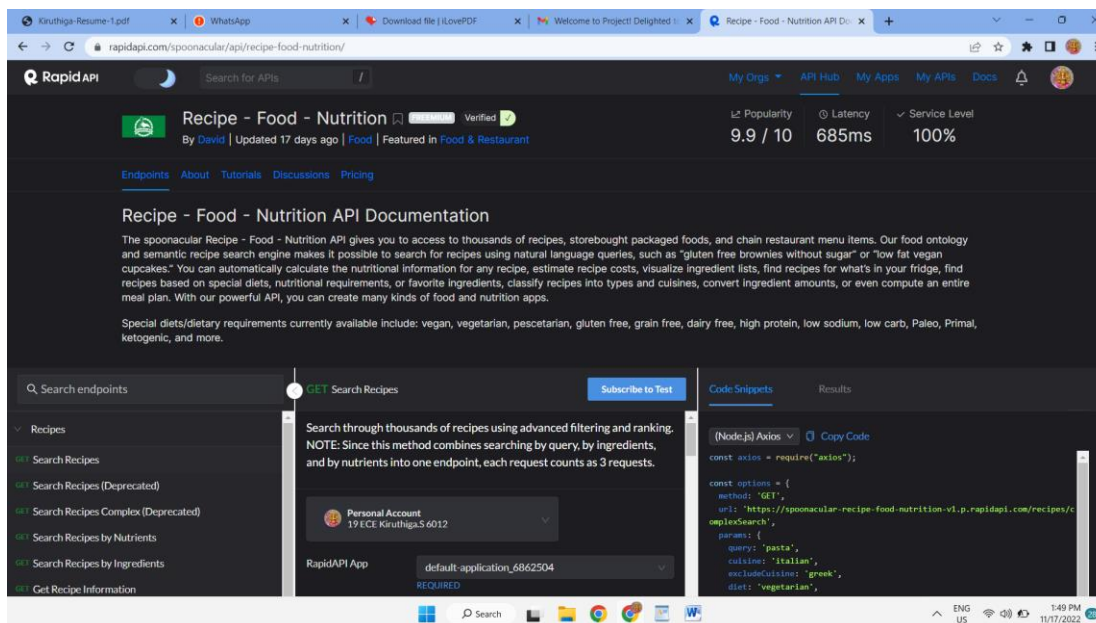 Kiruthiga-Resume-1.pdf
WhatsApp
Download file | iLovePDF
Welcome to Project! Delighted t
Recipe - Food - Nutrition API Do
rapidapi.com/spoonacular/api/recipe-food-nutrition/
Rapid API
Search for APIs
/
My Orgs
API Hub
My Apps
My APIs
Docs
Recipe - Food - Nutrition FREEMIUM Verified
By David | Updated 17 days ago | Food | Featured in Food & Restaurant
Popularity
9.9 / 10
Latency
685ms
Service Level
100%
Endpoints About Tutorials Discussions Pricing
Recipe - Food - Nutrition API Documentation
The spoonacular Recipe - Food - Nutrition API gives you to access to thousands of recipes, storebought packaged foods, and chain restaurant menu items. Our food ontology
and semantic recipe search engine makes it possible to search for recipes using natural language queries, such as "gluten free brownies without sugar" or "low fat vegan
cupcakes." You can automatically calculate the nutritional information for any recipe, estimate recipe costs, visualize ingredient lists, find recipes for what's in your fridge, find
recipes based on special diets, nutritional requirements, or favorite ingredients, classify recipes into types and cuisines, convert ingredient amounts, or even compute an entire
meal plan. With our powerful API, you can create many kinds of food and nutrition apps.
Special diets/dietary requirements currently available include: vegan, vegetarian, pescetarian, gluten free, grain free, dairy free, high protein, low sodium, low carb, Paleo, Primal,
ketogenic, and more.
Search endpoints
Recipes
GET Search Recipes
GET Search Recipes (Deprecated)
GET Search Recipes Complex (Deprecated)
GET Search Recipes by Nutrients
GET Search Recipes by Ingredients
GET Get Recipe Information
GET Search Recipes
Subscribe to Test
Search through thousands of recipes using advanced filtering and ranking.
NOTE: Since this method combines searching by query, by ingredients,
and by nutrients into one endpoint, each request counts as 3 requests.
Personal Account
19 ECE Kiruthiga.S 6012
RapidAPI App
default-application_6862504
REQUIRED
Code Snippets
Results
(Node.js) Axios
Copy Code
const axios = require("axios");
const options = {
method: 'GET',
url: 'https://spoonacular-recipe-food-nutrition-v1.p.rapidapi.com/recipes/c
omplexSearch',
params: {
query: 'pasta',
cuisine: 'italian',
excludeCuisine: 'greek',
diet: 'vegetarian',
Search
ENG
US
1:49 PM
11/17/2022